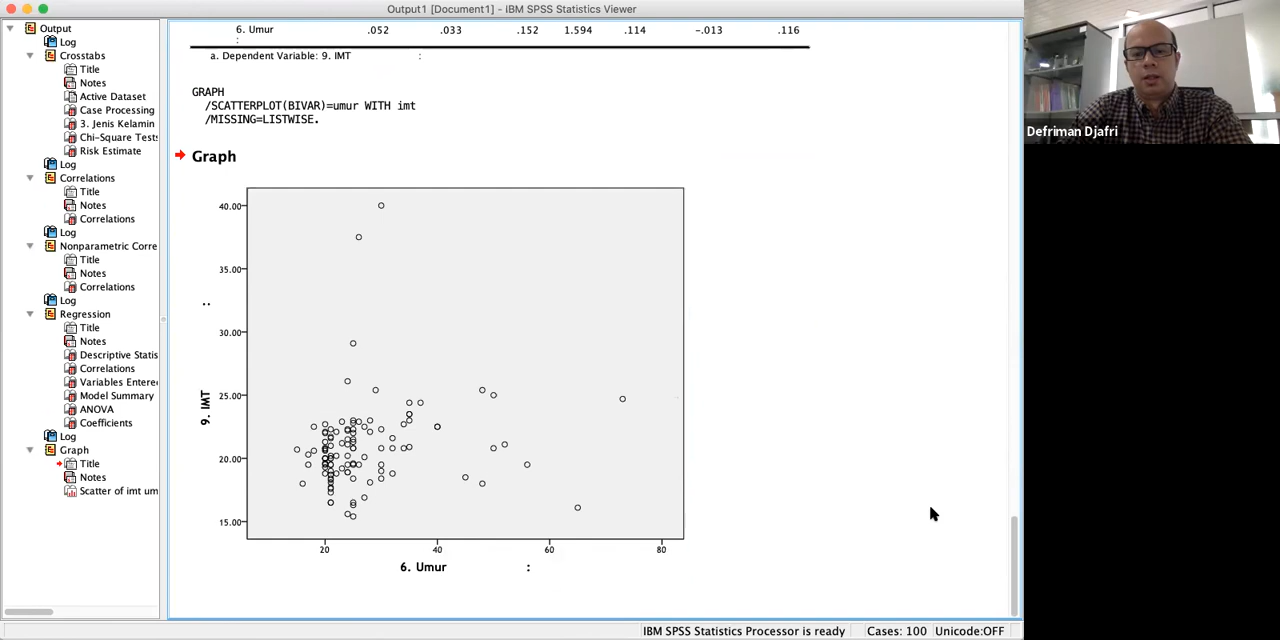 Output1 [Document1] - IBM SPSS Statistics Viewer
Output
Log
Crosstabs
Title
Notes
Active Dataset
Case Processing
3. Jenis Kelamin
Chi-Square Tests
Risk Estimate
Log
Correlations
Title
Notes
Correlations
Log
Nonparametric Corre
Title
Notes
Correlations
Log
Regression
Title
Notes
Descriptive Statis
Correlations
Variables Entere
Model Summary
ANOVA
Coefficients
Log
Graph
Title
Notes
Scatter of imt um
6. Umur .052 .033 .152 1.594 .114 -.013 .116
:
a. Dependent Variable: 9. IMT :
GRAPH
/SCATTERPLOT(BIVAR)=umur WITH imt
/MISSING=LISTWISE.
Graph
40.00
35.00
30.00
25.00
20.00
15.00
9. IMT :
20 40 60 80
6. Umur :
IBM SPSS Statistics Processor is ready Cases: 100 Unicode:OFF
Defriman Djafri